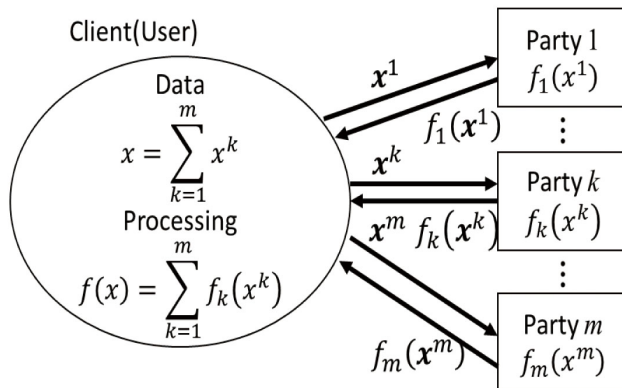 Client(User)
Data
x = ∑_{k=1}^{m} x^k
Processing
f(x) = ∑_{k=1}^{m} f_k(x^k)
x^1
f_1(x^1)
x^k
x^m f_k(x^k)
f_m(x^m)
Party 1
f_1(x^1)
⋮
Party k
f_k(x^k)
⋮
Party m
f_m(x^m)